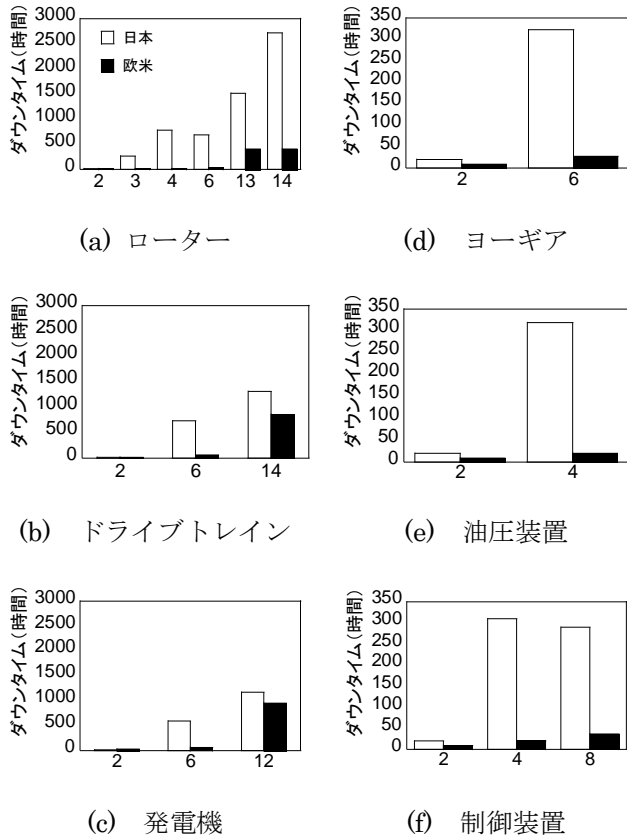 ダウンタイム(時間)
3000
2500
2000
1500
1000
500
0
日本
欧米
2 3 4 6 13 14
(a) ローター
ダウンタイム(時間)
350
300
250
200
150
100
50
0
2 6
(d) ヨーギア
ダウンタイム(時間)
3000
2500
2000
1500
1000
500
0
2 6 14
(b) ドライブトレイン
ダウンタイム(時間)
350
300
250
200
150
100
50
0
2 4
(e) 油圧装置
ダウンタイム(時間)
3000
2500
2000
1500
1000
500
0
2 6 12
(c) 発電機
ダウンタイム(時間)
350
300
250
200
150
100
50
0
2 4 8
(f) 制御装置